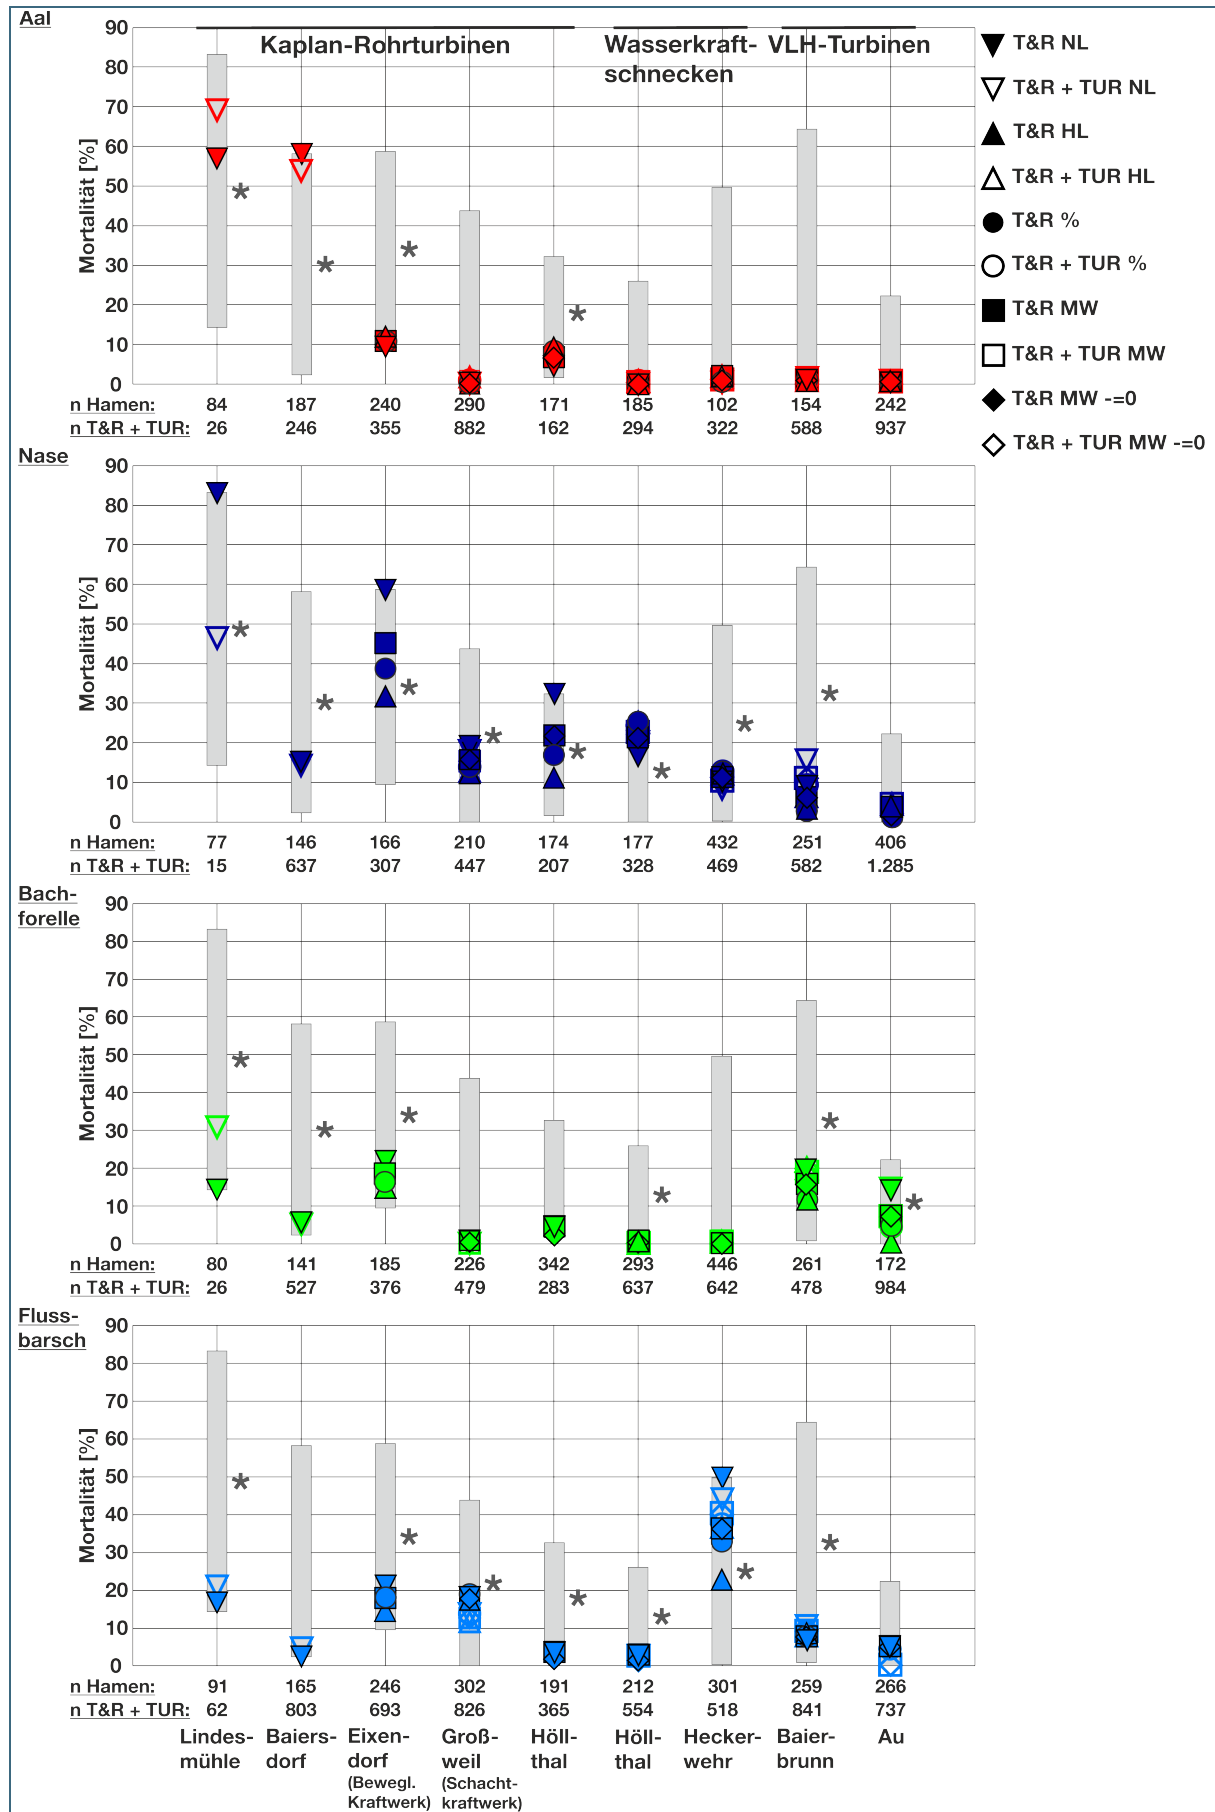 Aal
Kaplan-Rohrturbinen
Wasserkraft-
schnecken
VLH-Turbinen
Mortalität [%]
90
80
70
60
50
40
30
20
10
0
n Hamen: 84 187 240 290 171 185 102 154 242
n T&R + TUR: 26 246 355 882 162 294 322 588 937
T&R NL
T&R + TUR NL
T&R HL
T&R + TUR HL
T&R %
T&R + TUR %
T&R MW
T&R + TUR MW
T&R MW -=0
T&R + TUR MW -=0
Nase
Mortalität [%]
90
80
70
60
50
40
30
20
10
0
n Hamen: 77 146 166 210 174 177 432 251 406
n T&R + TUR: 15 637 307 447 207 328 469 582 1.285
Bach-
forelle
Mortalität [%]
90
80
70
60
50
40
30
20
10
0
n Hamen: 80 141 185 226 342 293 446 261 172
n T&R + TUR: 26 527 376 479 283 637 642 478 984
Fluss-
barsch
Mortalität [%]
90
80
70
60
50
40
30
20
10
0
n Hamen: 91 165 246 302 191 212 301 259 266
n T&R + TUR: 62 803 693 826 365 554 518 841 737
Lindes-
mühle
Baiers-
dorf
Eixen-
dorf
(Bewegl.
Kraftwerk)
Groß-
weil
(Schacht-
kraftwerk)
Höll-
thal
Höll-
thal
Hecker-
wehr
Baier-
brunn
Au